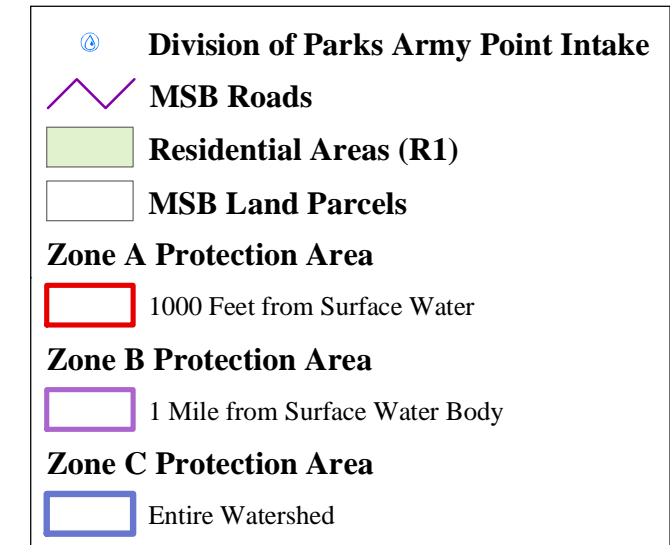 Division of Parks Army Point Intake
MSB Roads
Residential Areas (R1)
MSB Land Parcels
Zone A Protection Area
1000 Feet from Surface Water
Zone B Protection Area
1 Mile from Surface Water Body
Zone C Protection Area
Entire Watershed